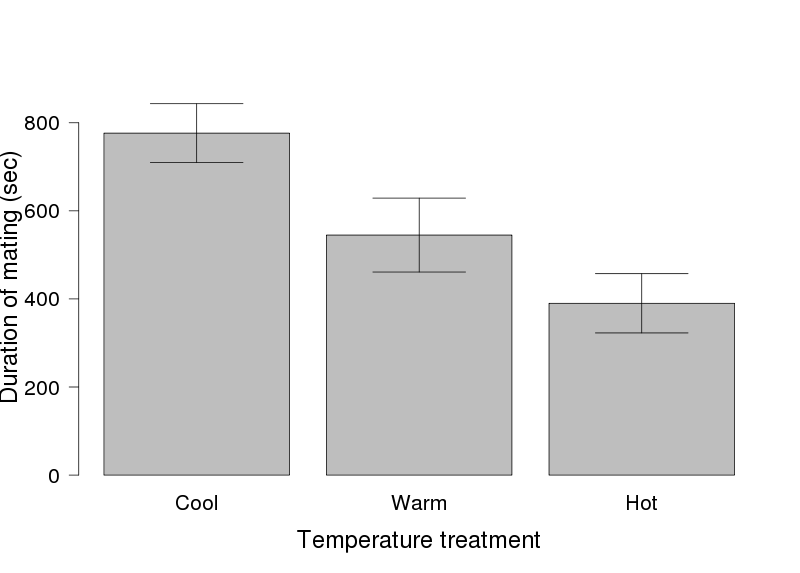 Duration of mating (sec)
800
600
400
200
0
Cool Warm Hot
Temperature treatment